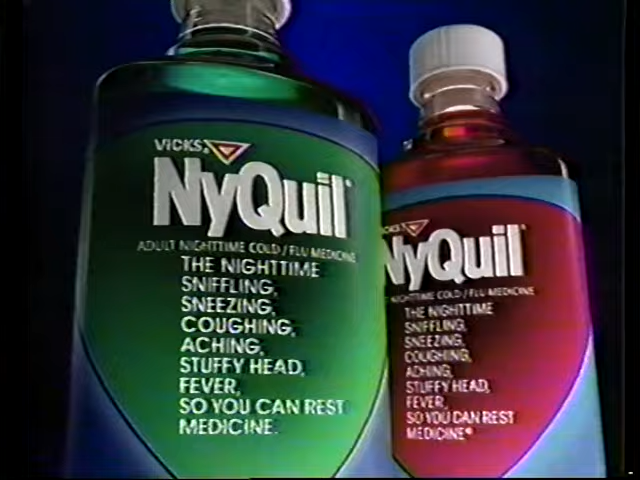 VICKS®
NyQuil®
ADULT NIGHTTIME COLD/FLU MEDICINE
THE NIGHTTIME
SNIFFLING,
SNEEZING,
COUGHING,
ACHING,
STUFFY HEAD,
FEVER,
SO YOU CAN REST
MEDICINE.
NyQuil®
NIGHTTIME COLD/FLU MEDICINE
THE NIGHTTIME
SNIFFLING,
SNEEZING,
COUGHING,
ACHING,
STUFFY HEAD,
FEVER,
SO YOU CAN REST
MEDICINE®